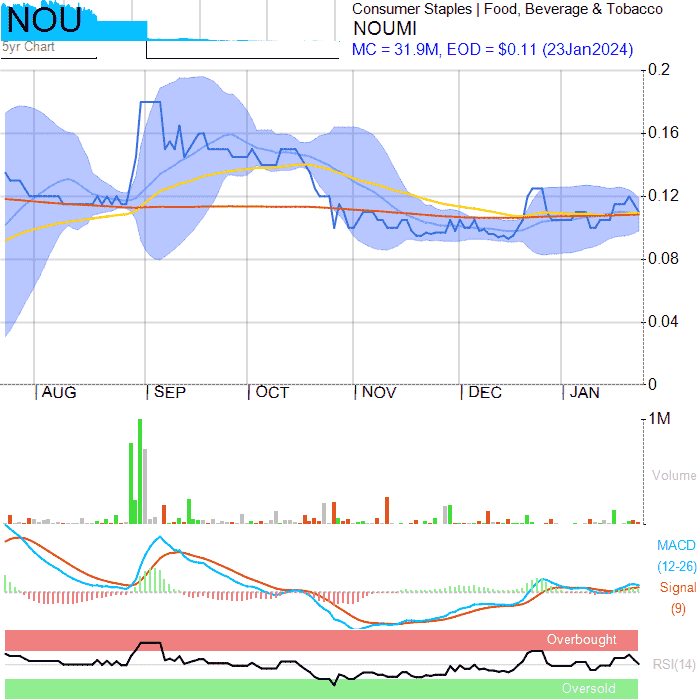 NOU
5yr Chart
Consumer Staples | Food, Beverage & Tobacco
NOUMI
MC = 31.9M, EOD = $0.11 (23Jan2024)
0.2
0.16
0.12
0.08
0.04
0
AUG SEP OCT NOV DEC JAN
1M
Volume
MACD
(12-26)
Signal
(9)
Overbought
RSI(14)
Oversold